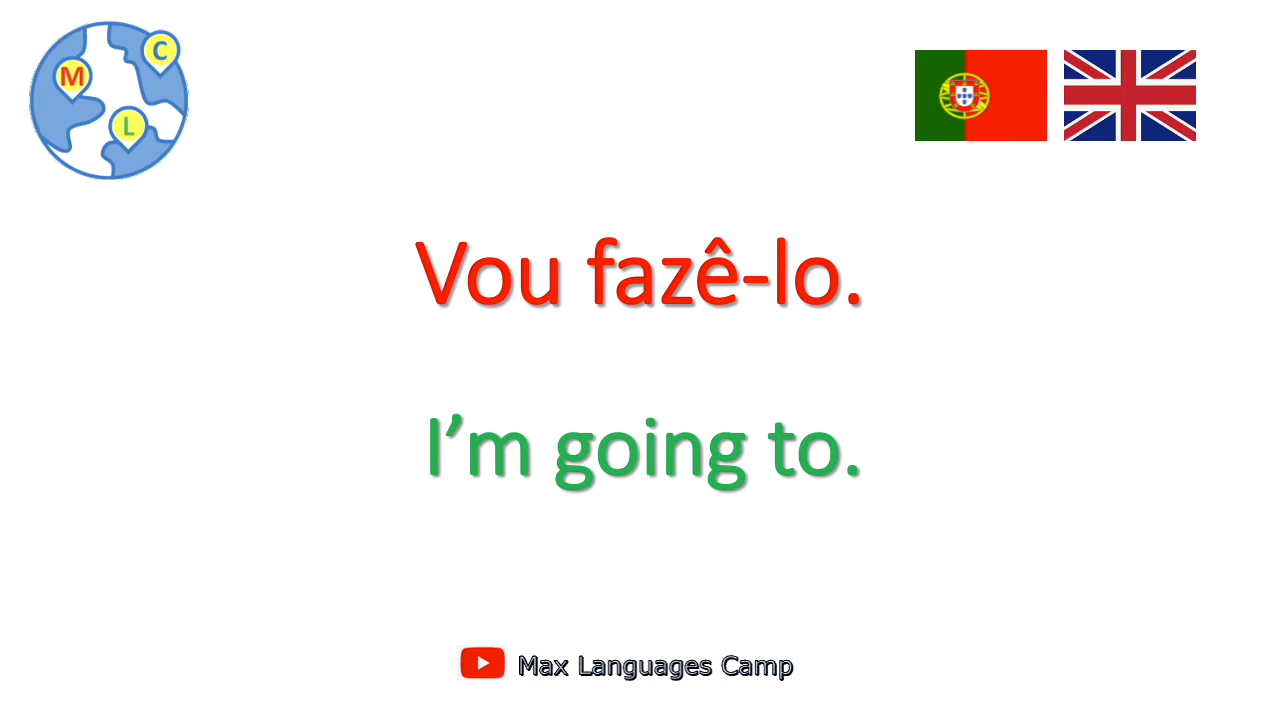 M
C
L
Vou fazê-lo.
I’m going to.
Max Languages Camp